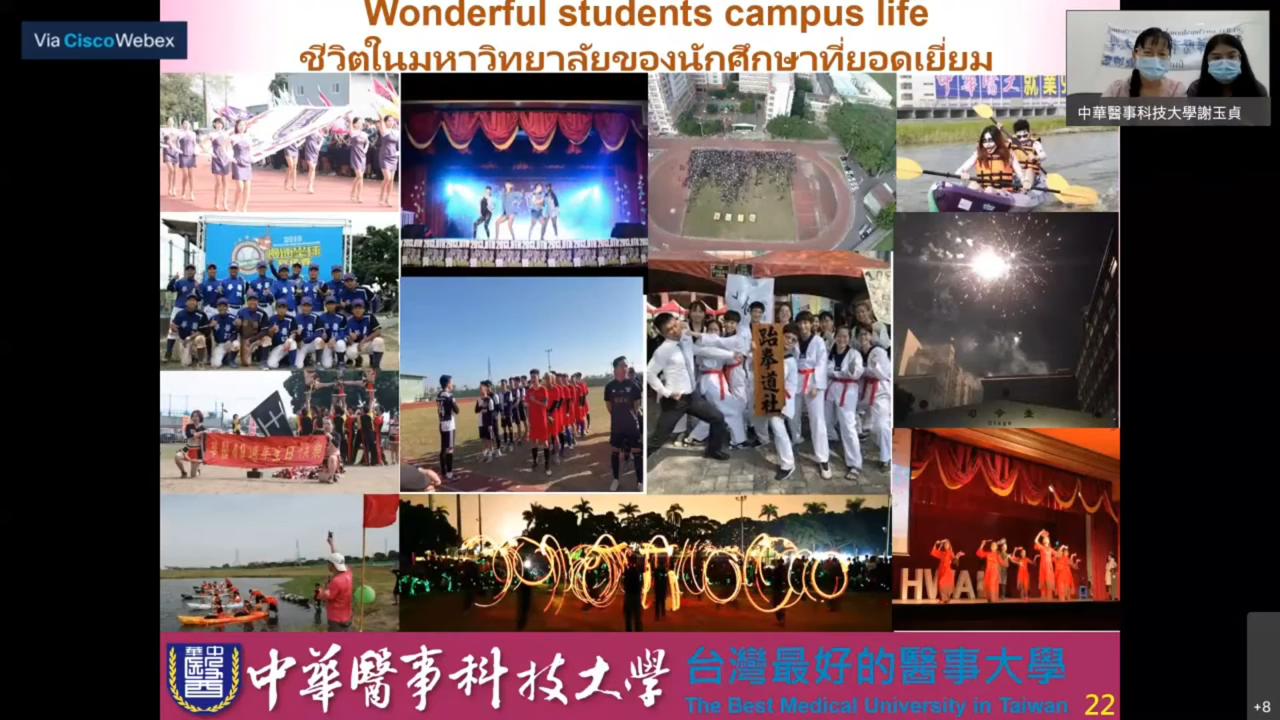 Wonderful students campus life
Via Cisco Webex
ชีวิตในมหาวิทยาลัยของนักศึกษาที่ยอดเยี่ยม
中華醫事科技大學謝玉貞
跆拳道社
HWAI
中華醫事科技大學
台灣最好的醫事大學
The Best Medical University in Taiwan
22
+8